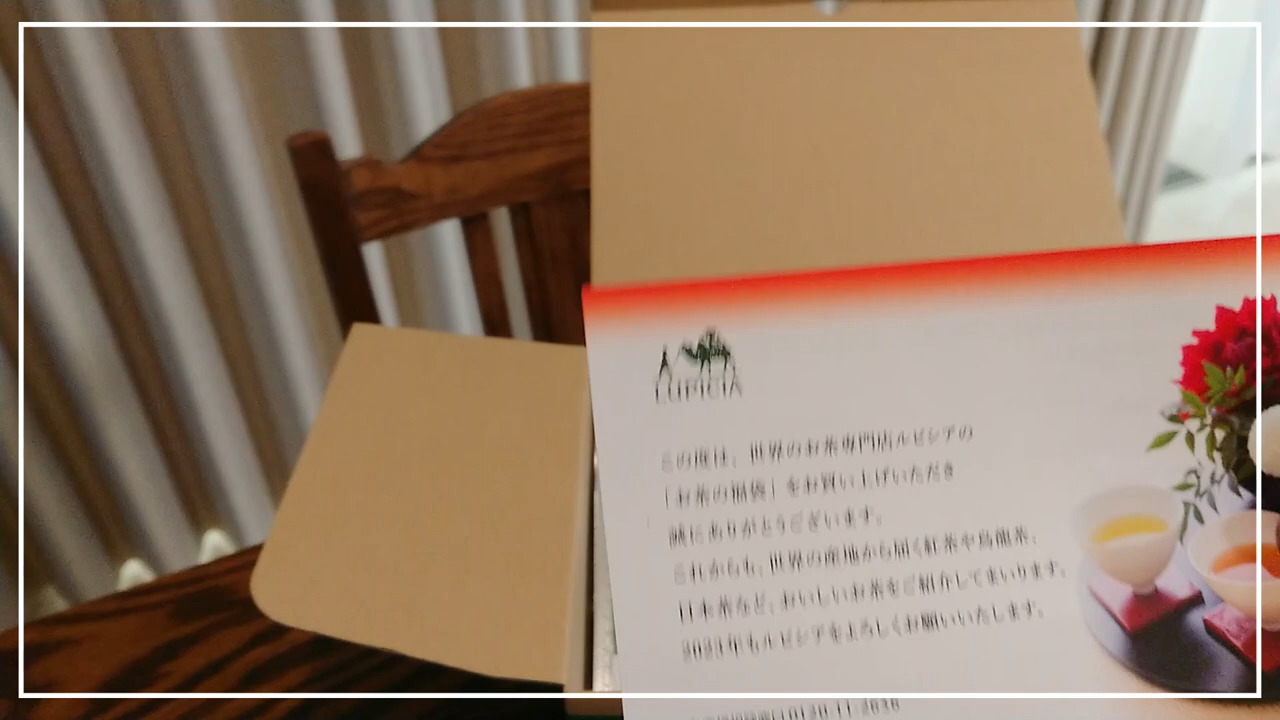 LUPICIA
この度は、世界のお茶専門店ルピシアの
「お茶の福袋」をお買い上げいただき
誠にありがとうございます。
これからも、世界の産地から届く紅茶や烏龍茶、
日本茶など、おいしいお茶をご紹介してまいります。
2023年もルピシアをよろしくお願いいたします。
0120-11-2636